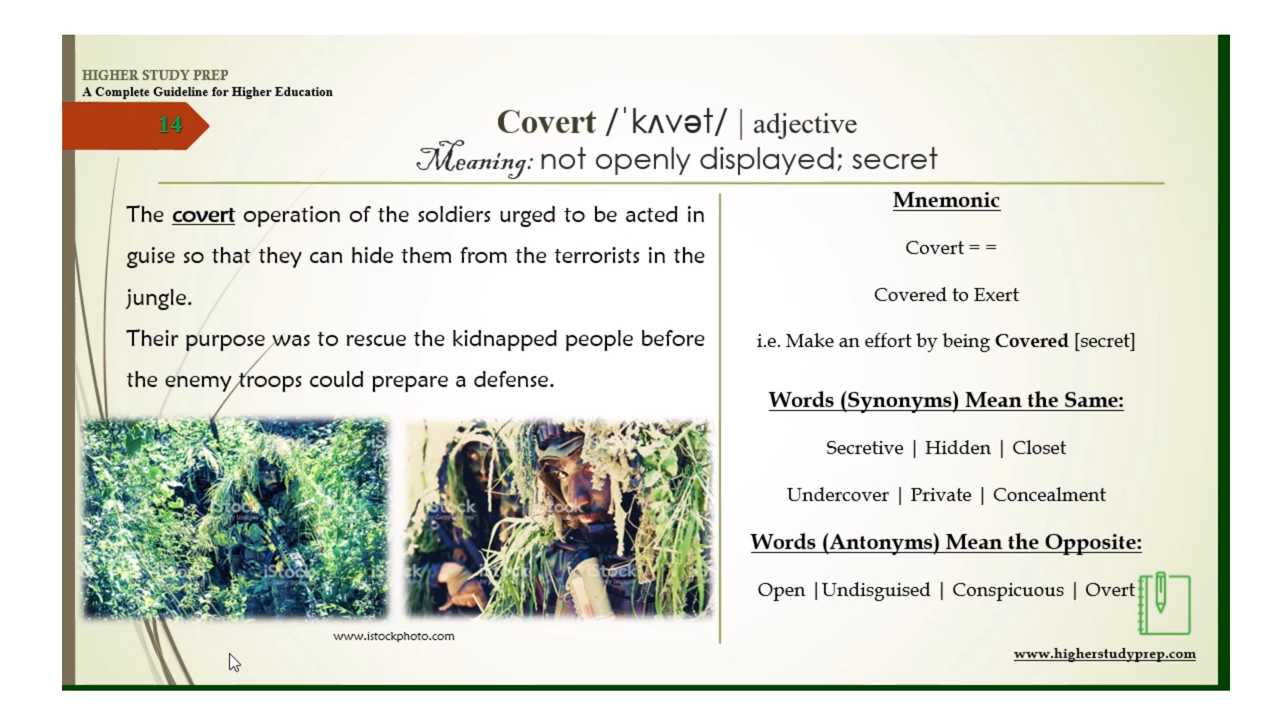 HIGHER STUDY PREP
A Complete Guideline for Higher Education
14
Covert /ˈkʌvət/ | adjective
Meaning: not openly displayed; secret
The covert operation of the soldiers urged to be acted in
guise so that they can hide them from the terrorists in the
jungle.
Their purpose was to rescue the kidnapped people before
the enemy troops could prepare a defense.
iStock
iStock
iStock
www.istockphoto.com
Mnemonic
Covert = =
Covered to Exert
i.e. Make an effort by being Covered [secret]
Words (Synonyms) Mean the Same:
Secretive | Hidden | Closet
Undercover | Private | Concealment
Words (Antonyms) Mean the Opposite:
Open |Undisguised | Conspicuous | Overt
www.higherstudyprep.com